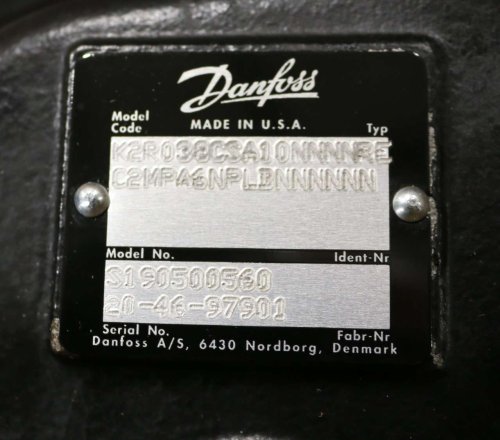 Danfoss
Model Code
MADE IN U.S.A.
Typ
K2R038CSA10NNNNRE
C2MPA6NPLBNNNNNN
Model No.
Ident-Nr
S190500560
20-46-97901
Serial No.
Fabr-Nr
Danfoss A/S, 6430 Nordborg, Denmark